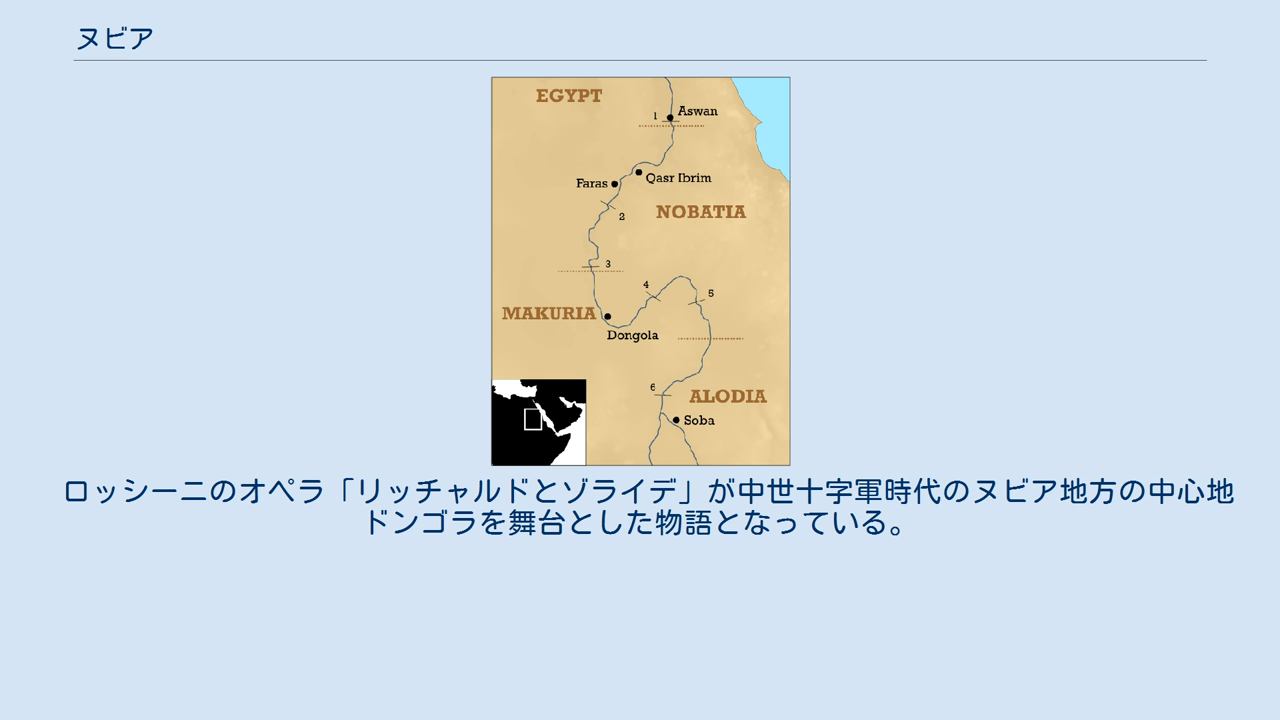 ヌビア
EGYPT
1
Aswan
Faras
Qasr Ibrim
2
NOBATIA
3
4
5
MAKURIA
Dongola
6
ALODIA
Soba
ロッシーニのオペラ「リッチャルドとゾライデ」が中世十字軍時代のヌビア地方の中心地
ドンゴラを舞台とした物語となっている。